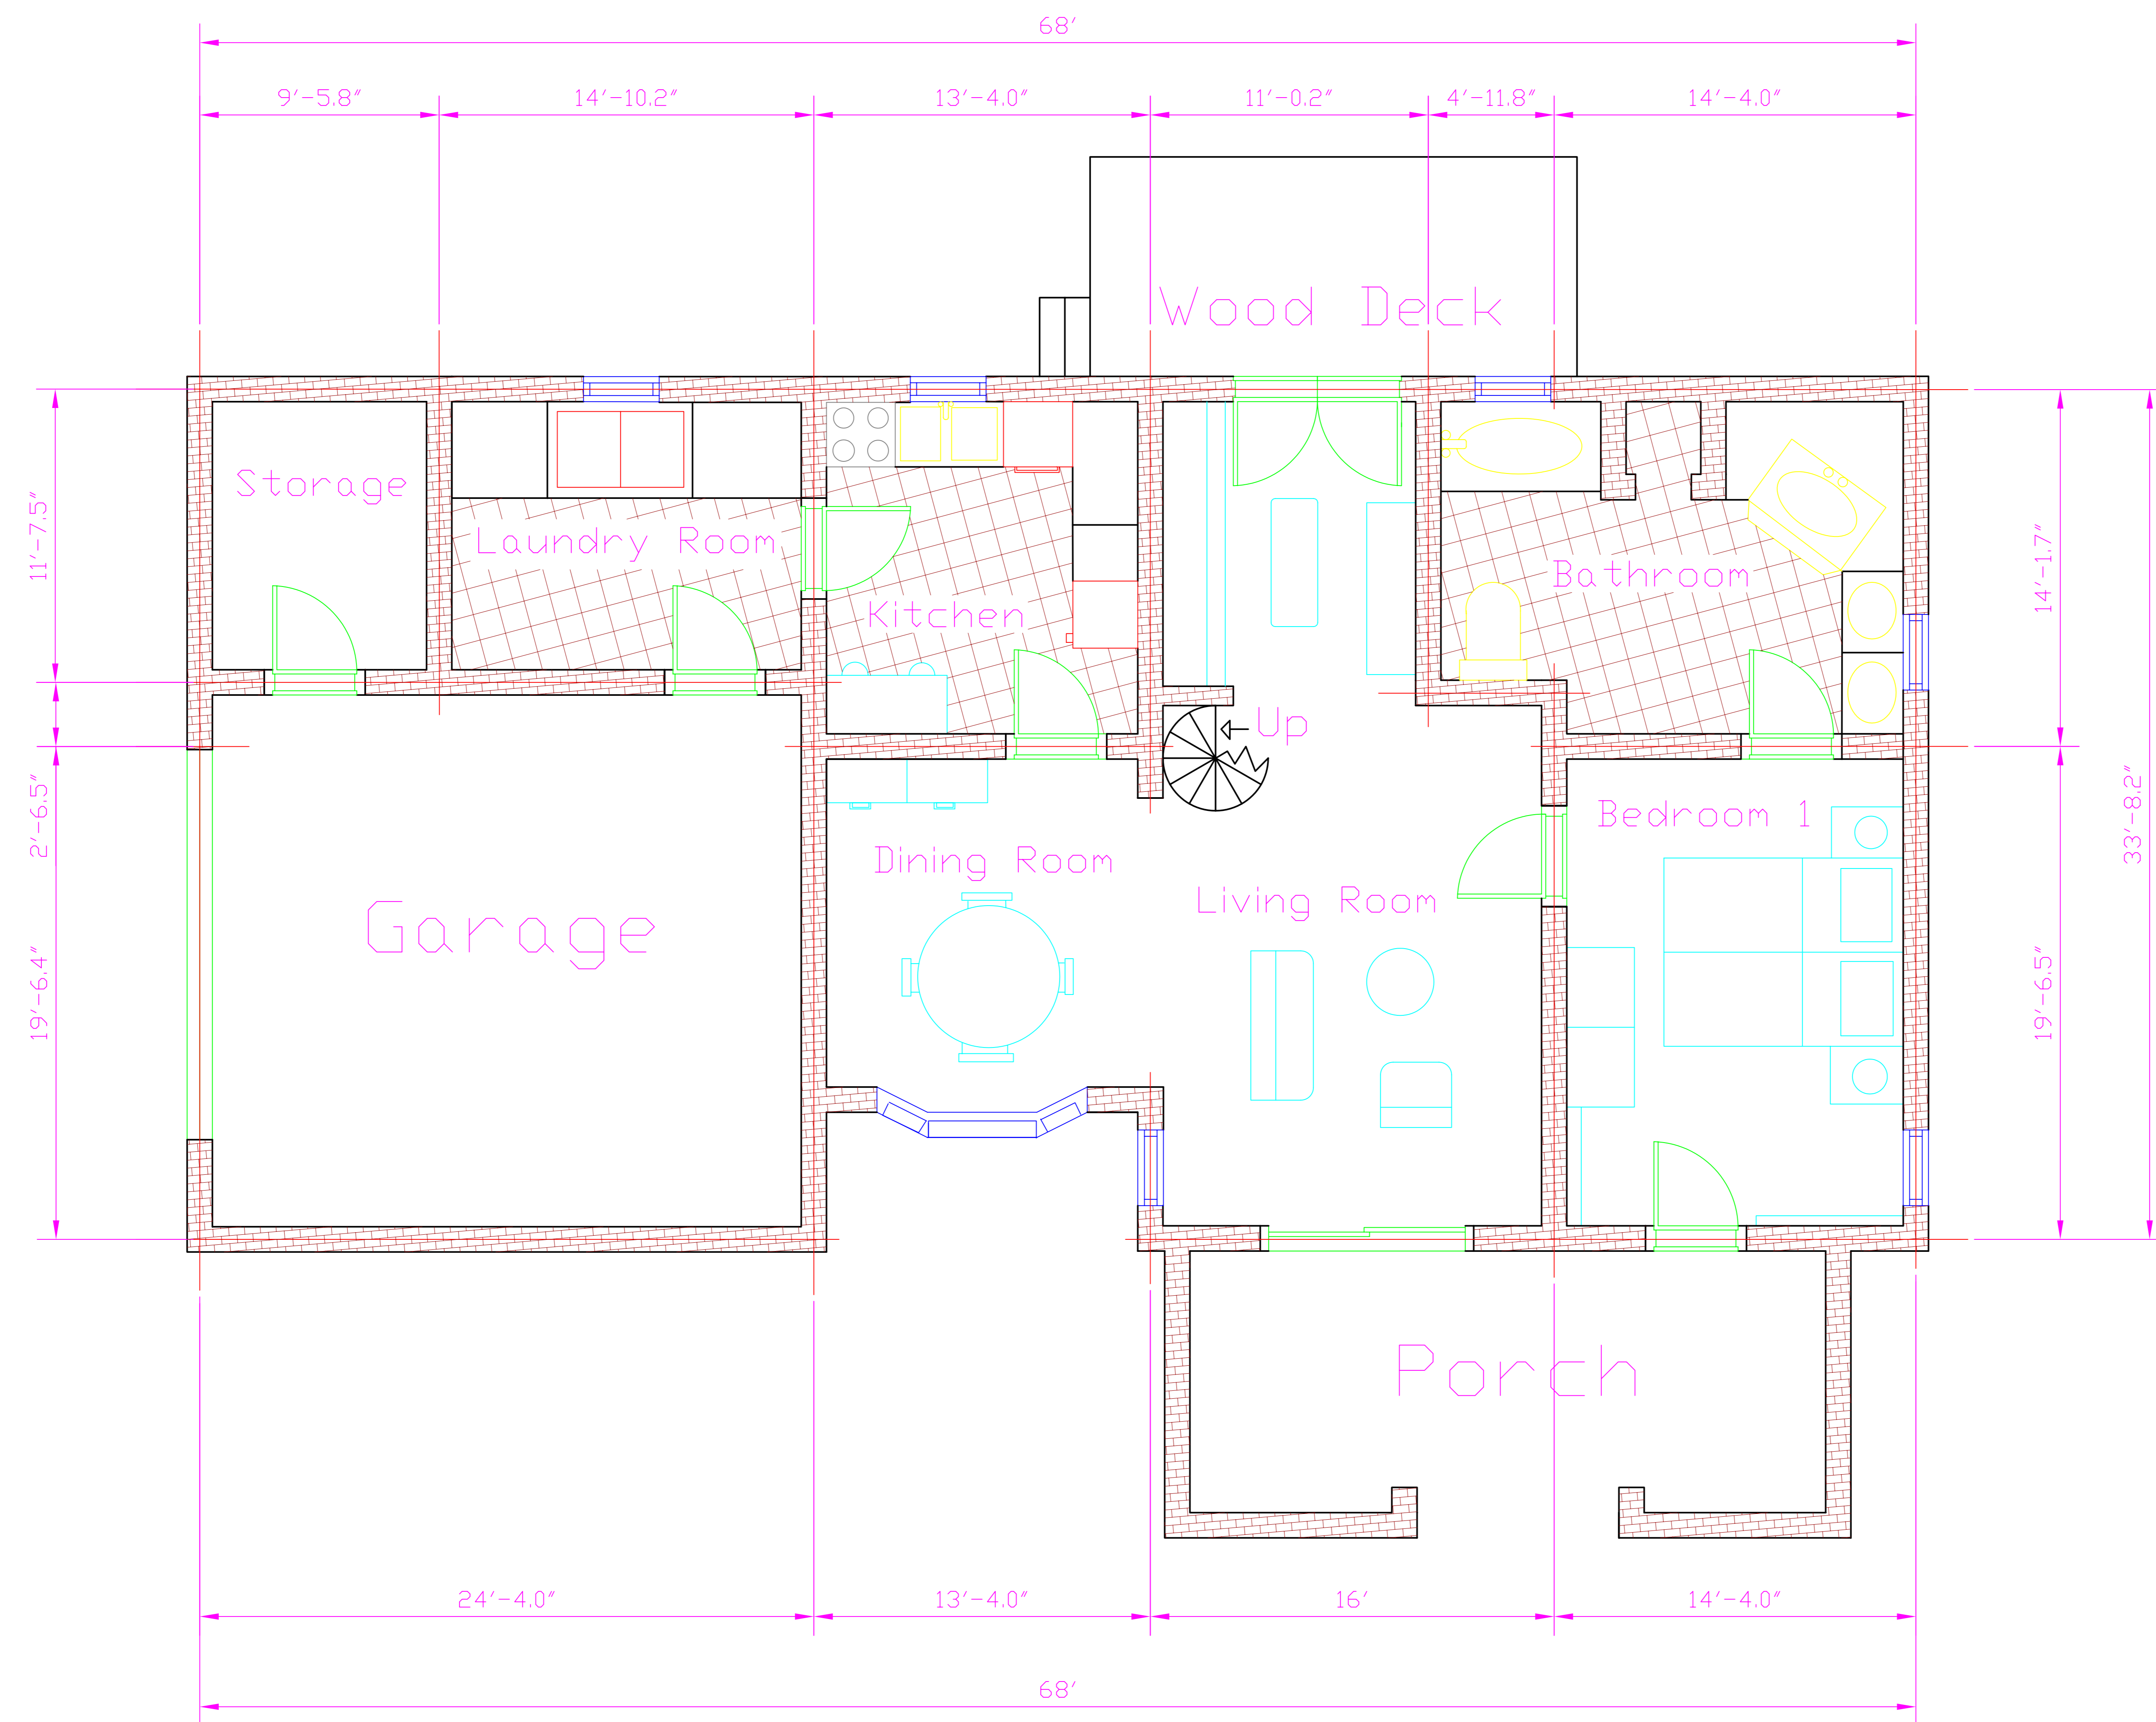 68'
9'-5.8" 14'-10.2" 13'-4.0" 11'-0.2" 4'-11.8" 14'-4.0"
Wood Deck
Storage
Laundry Room
Kitchen
Bathroom
Up
11'-7.5"
14'-1.7"
2'-6.5"
33'-8.2"
Bedroom 1
Dining Room
Living Room
Garage
19'-6.4"
19'-6.5"
Porch
24'-4.0" 13'-4.0" 16' 14'-4.0"
68'